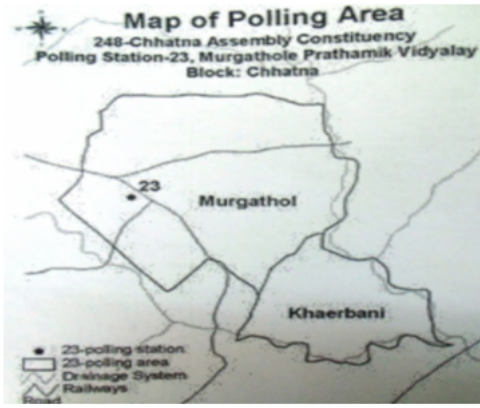 Map of Polling Area
248-Chhatna Assembly Constituency
Polling Station-23, Murgathole Prathamik Vidyalay
Block: Chhatna
23
Murgathol
Khaerbani
23-polling station
23-polling area
Drainage System
Railways
Road